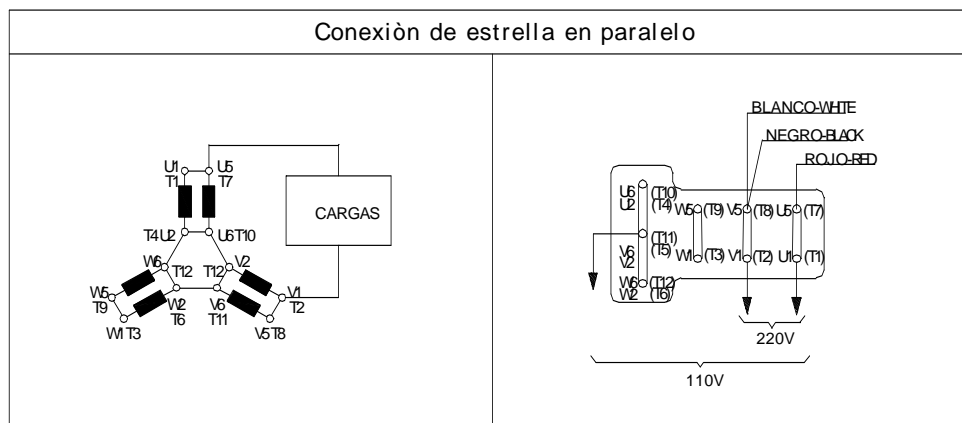 Conexiòn de estrella en paralelo
U1 U5
T1 T7
CARGAS
T4 U2 U6 T10
W6 T12 T12 V2
W5
T9
W2
T6
V6
T11
V1
T2
W1 T3
V5 T8
BLANCO-WHITE
NEGRO-BLACK
ROJO-RED
U6 (T10)
U2 (T4)
W5 (T9) V5 (T8) U5 (T7)
(T11)
(T5)
V6
V2
W1 (T3) V1 (T2) U1 (T1)
W6 (T12)
W2 (T6)
220V
110V